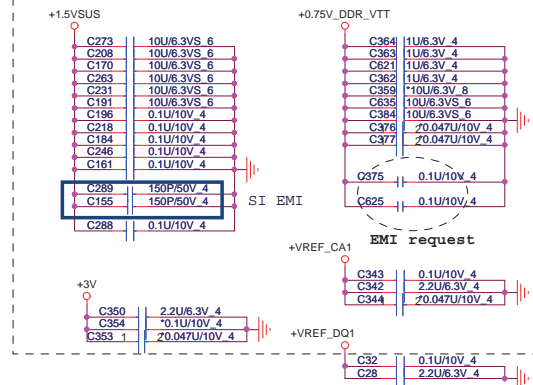 +1.5VSUS
C273 10U/6.3VS_6
C208 10U/6.3VS_6
C170 10U/6.3VS_6
C263 10U/6.3VS_6
C231 10U/6.3VS_6
C191 10U/6.3VS_6
C196 0.1U/10V_4
C218 0.1U/10V_4
C184 0.1U/10V_4
C246 0.1U/10V_4
C161 0.1U/10V_4
C289 150P/50V_4
C155 150P/50V_4
SI EMI
C288 0.1U/10V_4
+0.75V_DDR_VTT
C364 1U/6.3V_4
C363 1U/6.3V_4
C621 1U/6.3V_4
C362 1U/6.3V_4
C359 *10U/6.3V_8
C635 10U/6.3VS_6
C384 10U/6.3VS_6
C376 *0.047U/10V_4
C377 *0.047U/10V_4
C375 0.1U/10V_4
C625 0.1U/10V_4
EMI request
+VREF_CA1
C343 0.1U/10V_4
C342 2.2U/6.3V_4
C344 1 2 *0.047U/10V_4
+3V
C350 2.2U/6.3V_4
C354 *0.1U/10V_4
C353 1 2 *0.047U/10V_4
+VREF_DQ1
C32 0.1U/10V_4
C28 2.2U/6.3V_4